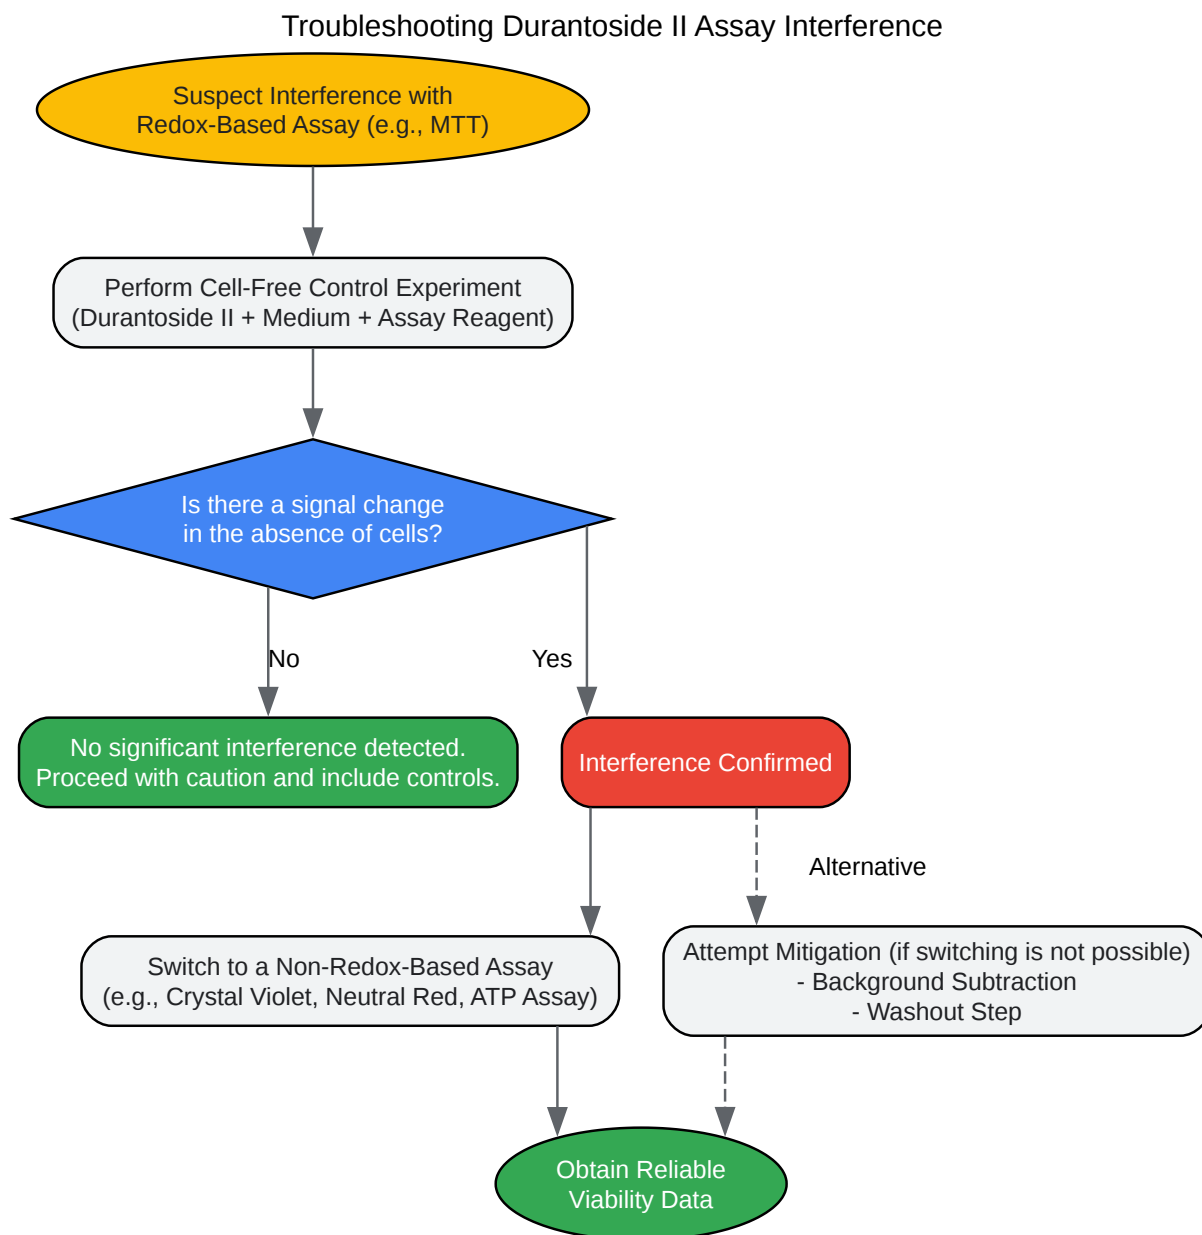 Troubleshooting Durantoside II Assay Interference
Suspect Interference with
Redox-Based Assay (e.g., MTT)
Perform Cell-Free Control Experiment
(Durantoside II + Medium + Assay Reagent)
Is there a signal change
in the absence of cells?
No
Yes
No significant interference detected.
Proceed with caution and include controls.
Interference Confirmed
Alternative
Switch to a Non-Redox-Based Assay
(e.g., Crystal Violet, Neutral Red, ATP Assay)
Attempt Mitigation (if switching is not possible)
- Background Subtraction
- Washout Step
Obtain Reliable
Viability Data